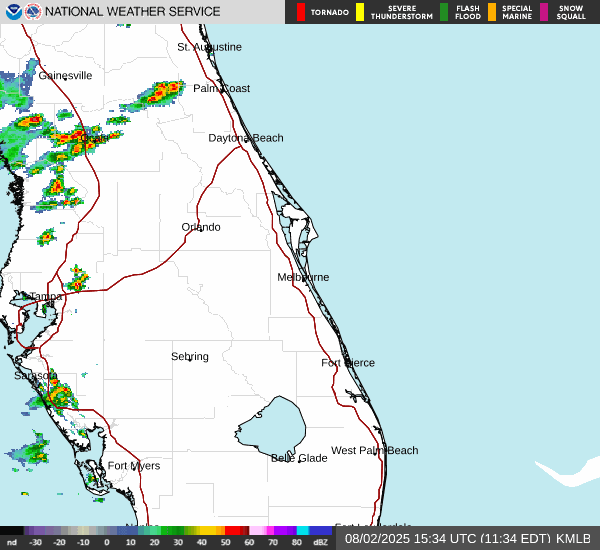 NATIONAL WEATHER SERVICE
TORNADO
SEVERE THUNDERSTORM
FLASH FLOOD
SPECIAL MARINE
SNOW SQUALL
St. Augustine
Gainesville
Palm Coast
Ocala
Daytona Beach
Orlando
Melbourne
Tampa
Sebring
Fort Pierce
Sarasota
West Palm Beach
Belle Glade
Fort Myers
nd -30 -20 -10 0 10 20 30 40 50 60 70 80 dBZ
08/02/2025 15:34 UTC (11:34 EDT) KMLB